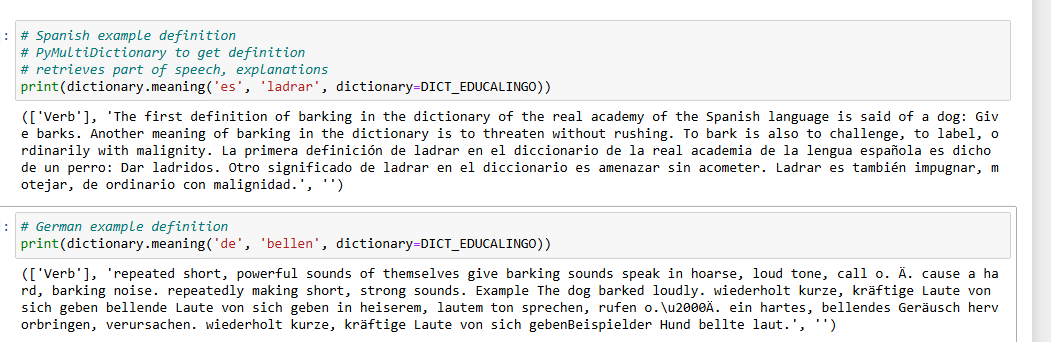 : # Spanish example definition
# PyMultiDictionary to get definition
# retrieves part of speech, explanations
print(dictionary.meaning('es', 'ladrar', dictionary=DICT_EDUCALINGO))
(['Verb'], 'The first definition of barking in the dictionary of the real academy of the Spanish language is said of a dog: Giv
e barks. Another meaning of barking in the dictionary is to threaten without rushing. To bark is also to challenge, to label, o
rdinarily with malignity. La primera definición de ladrar en el diccionario de la real academia de la lengua española es dicho
de un perro: Dar ladridos. Otro significado de ladrar en el diccionario es amenazar sin acometer. Ladrar es también impugnar, m
otejar, de ordinario con malignidad.', '')
: # German example definition
print(dictionary.meaning('de', 'bellen', dictionary=DICT_EDUCALINGO))
(['Verb'], 'repeated short, powerful sounds of themselves give barking sounds speak in hoarse, loud tone, call o. Ä. cause a ha
rd, barking noise. repeatedly making short, strong sounds. Example The dog barked loudly. wiederholt kurze, kräftige Laute von
sich geben bellende Laute von sich geben in heiserem, lautem ton sprechen, rufen o.\u2000Ä. ein hartes, bellendes Geräusch herv
orbringen, verursachen. wiederholt kurze, kräftige Laute von sich gebenBeispielder Hund bellte laut.', '')